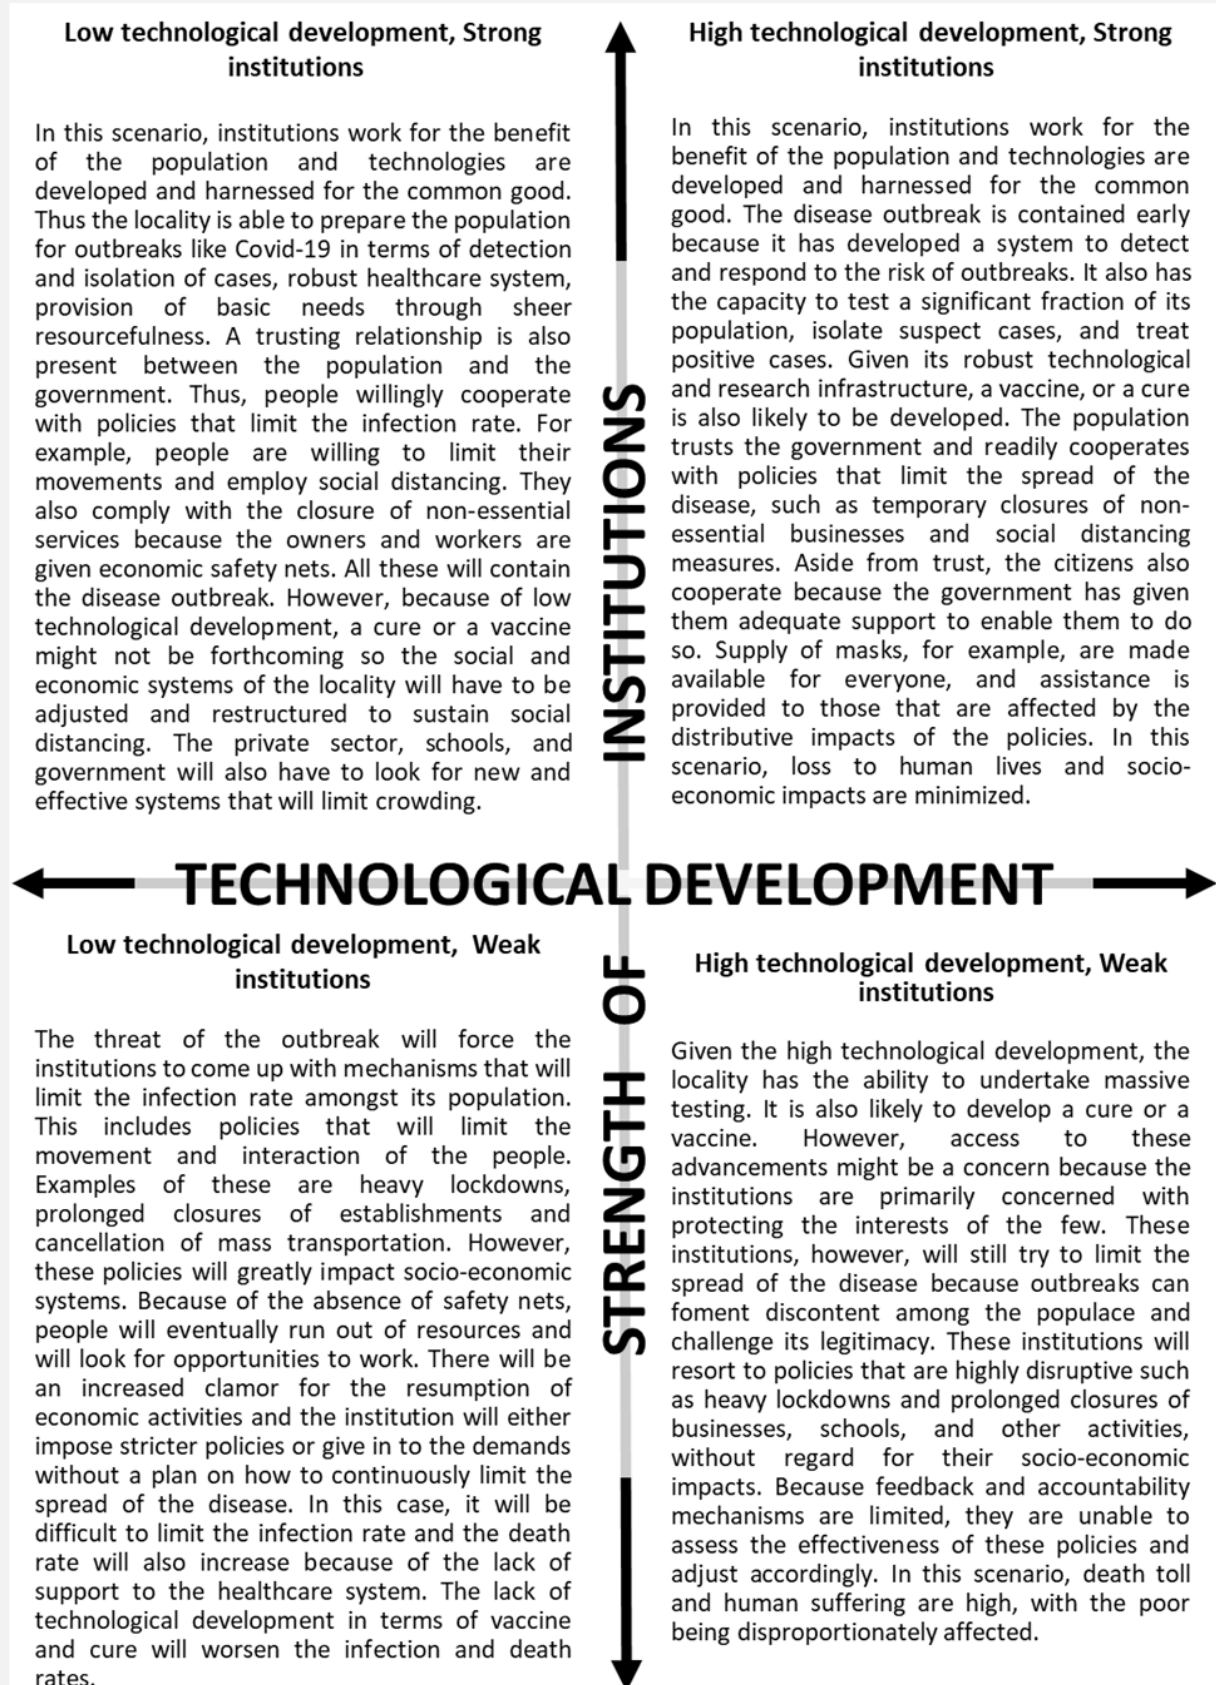 Low technological development, Strong
institutions
In this scenario, institutions work for the benefit
of the population and technologies are
developed and harnessed for the common good.
Thus the locality is able to prepare the population
for outbreaks like Covid-19 in terms of detection
and isolation of cases, robust healthcare system,
provision of basic needs through sheer
resourcefulness. A trusting relationship is also
present between the population and the
government. Thus, people willingly cooperate
with policies that limit the infection rate. For
example, people are willing to limit their
movements and employ social distancing. They
also comply with the closure of non-essential
services because the owners and workers are
given economic safety nets. All these will contain
the disease outbreak. However, because of low
technological development, a cure or a vaccine
might not be forthcoming so the social and
economic systems of the locality will have to be
adjusted and restructured to sustain social
distancing. The private sector, schools, and
government will also have to look for new and
effective systems that will limit crowding.
High technological development, Strong
institutions
In this scenario, institutions work for the
benefit of the population and technologies are
developed and harnessed for the common
good. The disease outbreak is contained early
because it has developed a system to detect
and respond to the risk of outbreaks. It also has
the capacity to test a significant fraction of its
population, isolate suspect cases, and treat
positive cases. Given its robust technological
and research infrastructure, a vaccine, or a cure
is also likely to be developed. The population
trusts the government and readily cooperates
with policies that limit the spread of the
disease, such as temporary closures of non-
essential businesses and social distancing
measures. Aside from trust, the citizens also
cooperate because the government has given
them adequate support to enable them to do
so. Supply of masks, for example, are made
available for everyone, and assistance is
provided to those that are affected by the
distributive impacts of the policies. In this
scenario, loss to human lives and socio-
economic impacts are minimized.
TECHNOLOGICAL DEVELOPMENT
STRENGTH OF INSTITUTIONS
Low technological development, Weak
institutions
The threat of the outbreak will force the
institutions to come up with mechanisms that will
limit the infection rate amongst its population.
This includes policies that will limit the
movement and interaction of the people.
Examples of these are heavy lockdowns,
prolonged closures of establishments and
cancellation of mass transportation. However,
these policies will greatly impact socio-economic
systems. Because of the absence of safety nets,
people will eventually run out of resources and
will look for opportunities to work. There will be
an increased clamor for the resumption of
economic activities and the institution will either
impose stricter policies or give in to the demands
without a plan on how to continuously limit the
spread of the disease. In this case, it will be
difficult to limit the infection rate and the death
rate will also increase because of the lack of
support to the healthcare system. The lack of
technological development in terms of vaccine
and cure will worsen the infection and death
rates.
High technological development, Weak
institutions
Given the high technological development, the
locality has the ability to undertake massive
testing. It is also likely to develop a cure or a
vaccine. However, access to these
advancements might be a concern because the
institutions are primarily concerned with
protecting the interests of the few. These
institutions, however, will still try to limit the
spread of the disease because outbreaks can
foment discontent among the populace and
challenge its legitimacy. These institutions will
resort to policies that are highly disruptive such
as heavy lockdowns and prolonged closures of
businesses, schools, and other activities,
without regard for their socio-economic
impacts. Because feedback and accountability
mechanisms are limited, they are unable to
assess the effectiveness of these policies and
adjust accordingly. In this scenario, death toll
and human suffering are high, with the poor
being disproportionately affected.